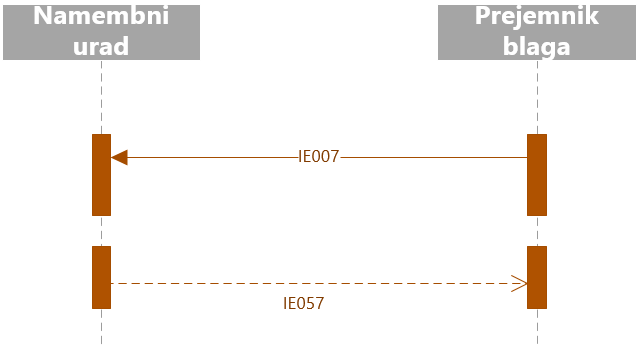 Namembni
urad
Prejemnik
blaga
IE007
IE057